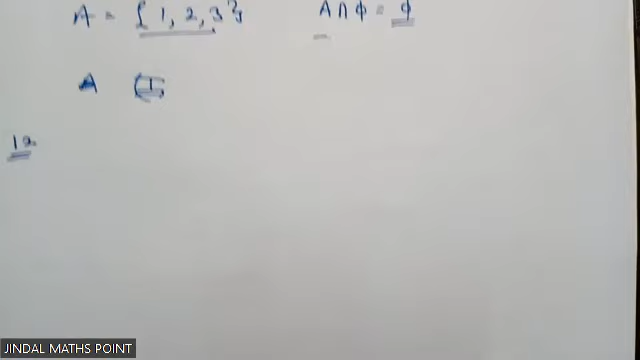 A = { 1, 2, 3 } A ∩ ϕ = ϕ
A
12
JINDAL MATHS POINT